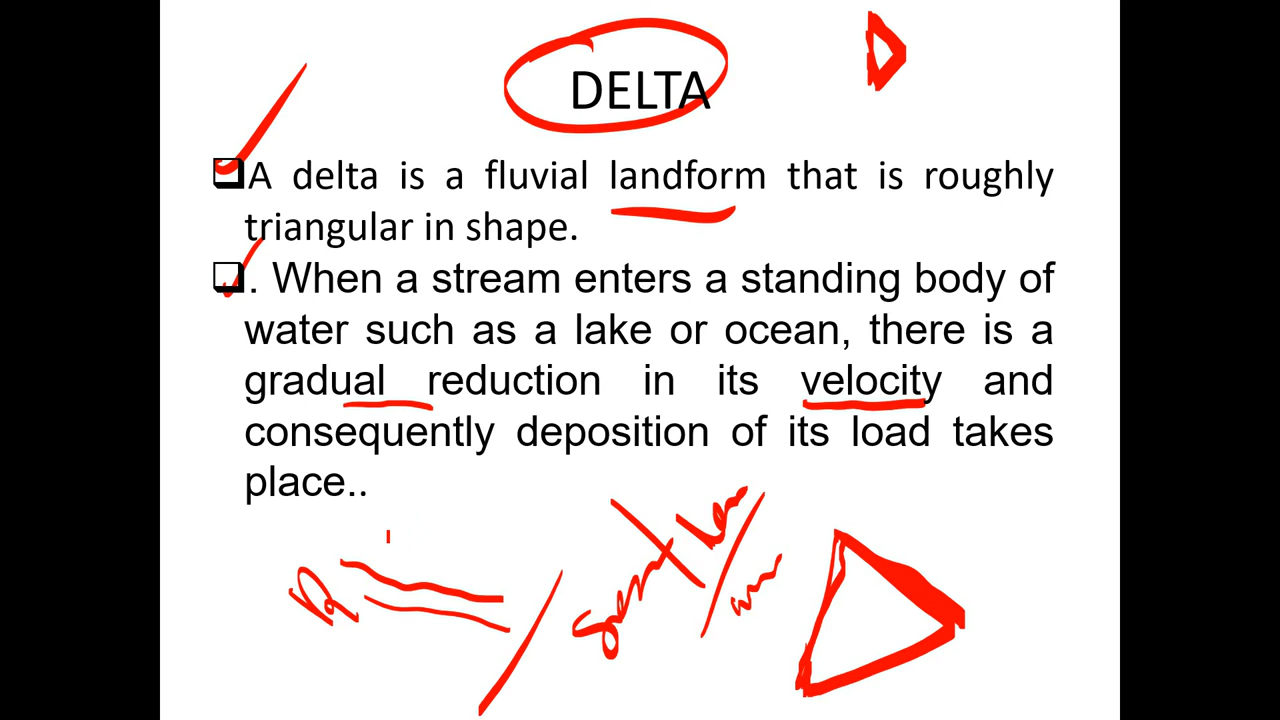 DELTA
❑A delta is a fluvial landform that is roughly
triangular in shape.
❑. When a stream enters a standing body of
water such as a lake or ocean, there is a
gradual reduction in its velocity and
consequently deposition of its load takes
place..